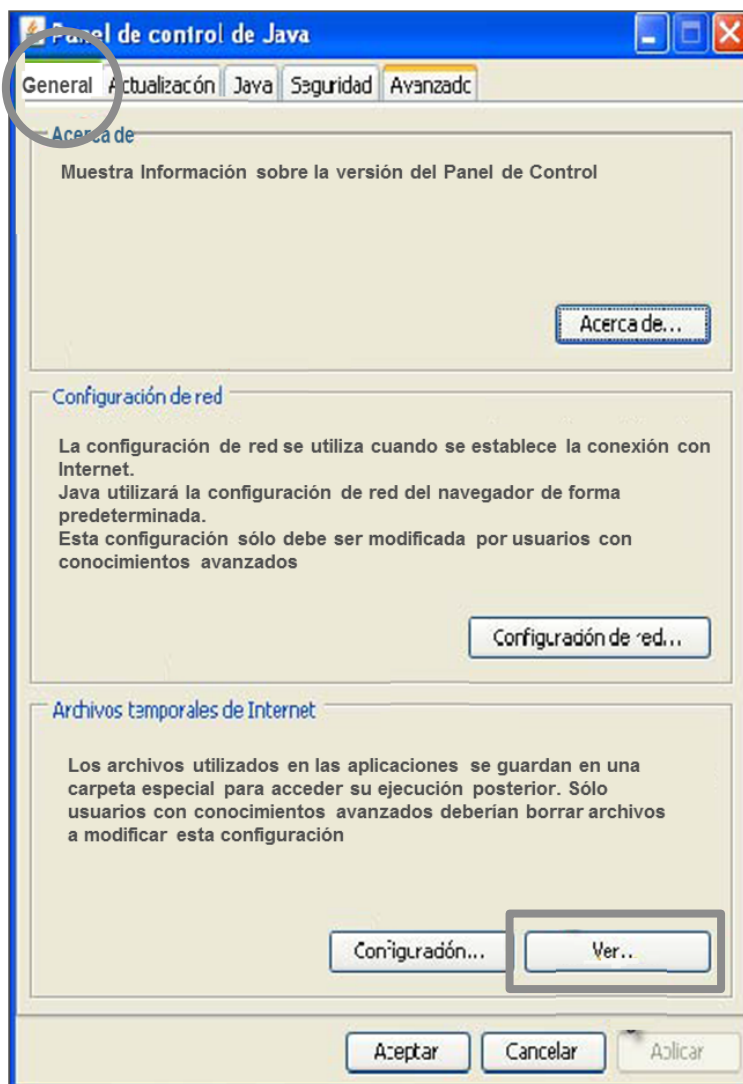 Panel de control de Java
General Actualización Java Seguridad Avanzado
Acerca de
Muestra Información sobre la versión del Panel de Control
Acerca de...
Configuración de red
La configuración de red se utiliza cuando se establece la conexión con
Internet.
Java utilizará la configuración de red del navegador de forma
predeterminada.
Esta configuración sólo debe ser modificada por usuarios con
conocimientos avanzados
Configuración de red...
Archivos temporales de Internet
Los archivos utilizados en las aplicaciones se guardan en una
carpeta especial para acceder su ejecución posterior. Sólo
usuarios con conocimientos avanzados deberían borrar archivos
a modificar esta configuración
Configuración... Ver..
Aceptar Cancelar Aplicar